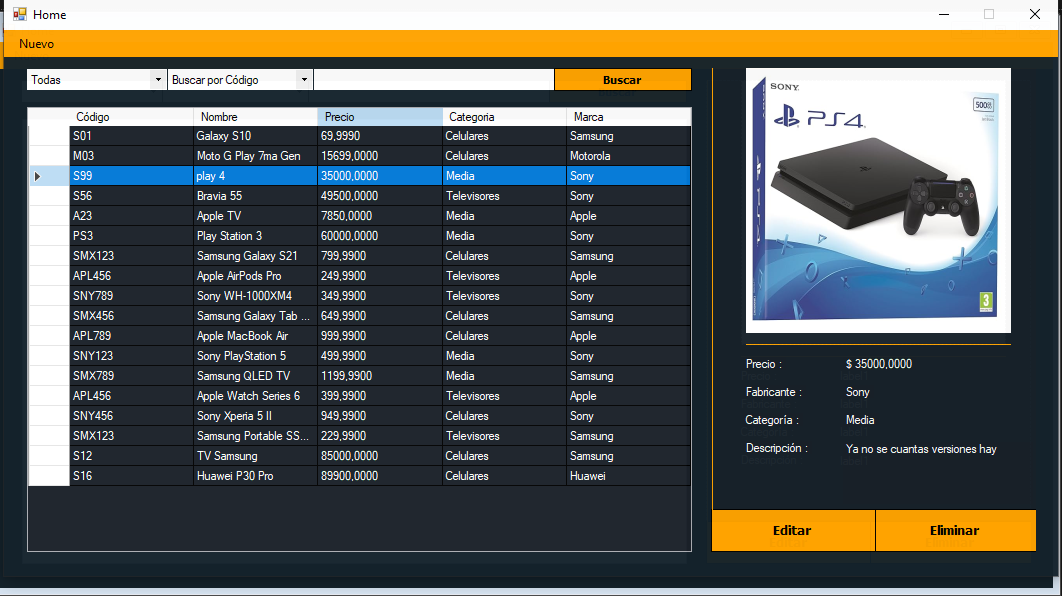 Home
Nuevo
Todas Buscar por Código Buscar
Código Nombre Precio Categoria Marca
S01 Galaxy S10 69,9990 Celulares Samsung
M03 Moto G Play 7ma Gen 15699,0000 Celulares Motorola
S99 play 4 35000,0000 Media Sony
S56 Bravia 55 49500,0000 Televisores Sony
A23 Apple TV 7850,0000 Media Apple
PS3 Play Station 3 60000,0000 Media Sony
SMX123 Samsung Galaxy S21 799,9900 Celulares Samsung
APL456 Apple AirPods Pro 249,9900 Televisores Apple
SNY789 Sony WH-1000XM4 349,9900 Televisores Sony
SMX456 Samsung Galaxy Tab ... 649,9900 Celulares Samsung
APL789 Apple MacBook Air 999,9900 Celulares Apple
SNY123 Sony PlayStation 5 499,9900 Media Sony
SMX789 Samsung QLED TV 1199,9900 Media Samsung
APL456 Apple Watch Series 6 399,9900 Televisores Apple
SNY456 Sony Xperia 5 II 949,9900 Celulares Sony
SMX123 Samsung Portable SS... 229,9900 Televisores Samsung
S12 TV Samsung 85000,0000 Celulares Samsung
S16 Huawei P30 Pro 89900,0000 Celulares Huawei
SONY
PS4
500GB
3
Precio : $ 35000,0000
Fabricante : Sony
Categoría : Media
Descripción : Ya no se cuantas versiones hay
Editar Eliminar